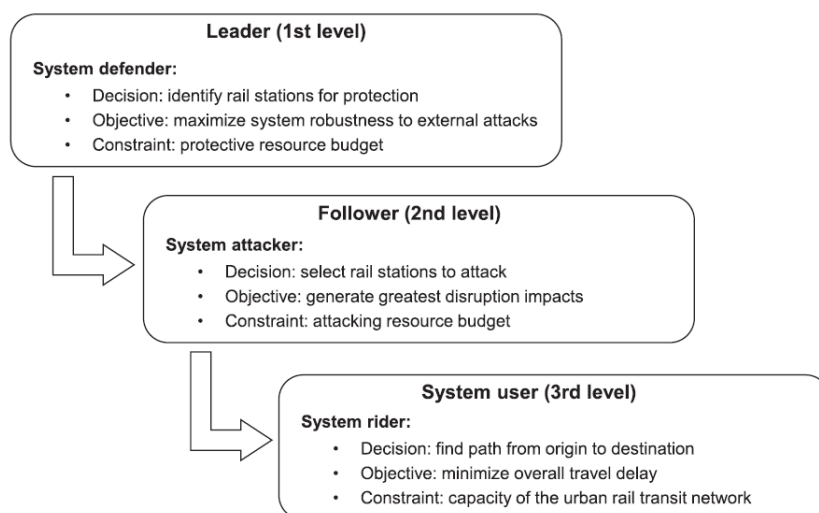 Leader (1st level)
System defender:
• Decision: identify rail stations for protection
• Objective: maximize system robustness to external attacks
• Constraint: protective resource budget
Follower (2nd level)
System attacker:
• Decision: select rail stations to attack
• Objective: generate greatest disruption impacts
• Constraint: attacking resource budget
System user (3rd level)
System rider:
• Decision: find path from origin to destination
• Objective: minimize overall travel delay
• Constraint: capacity of the urban rail transit network